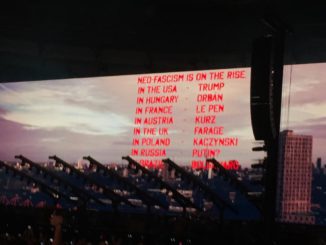 NEO-FASCISM IS ON THE RISE
IN THE USA - TRUMP
IN HUNGARY - ORBÁN
IN FRANCE - LE PEN
IN AUSTRIA - KURZ
IN THE UK - FARAGE
IN POLAND - KACZYNSKI
IN RUSSIA - PUTIN?